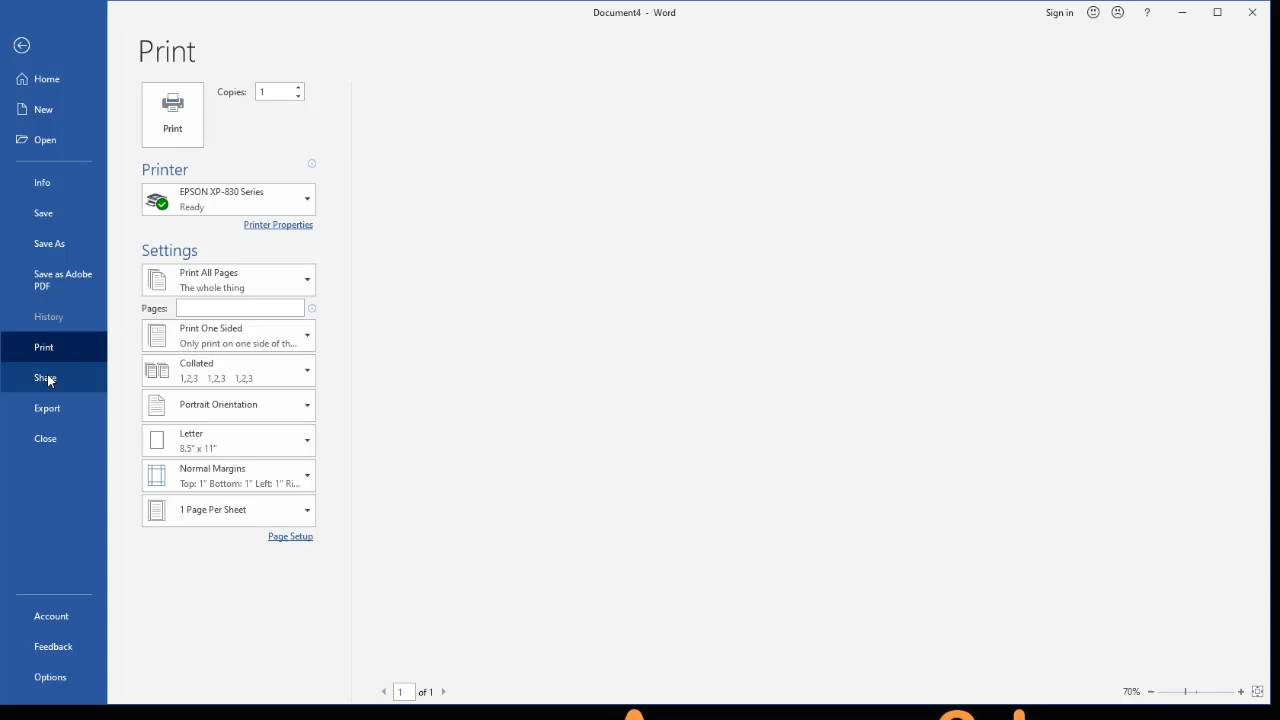 Document4 - Word
Sign in
?
Print
Home
New
Open
Info
Save
Save As
Save as Adobe
PDF
History
Print
Share
Export
Close
Account
Feedback
Options
Print
Copies: 1
Printer
EPSON XP-830 Series
Ready
Printer Properties
Settings
Print All Pages
The whole thing
Pages:
Print One Sided
Only print on one side of th...
Collated
1,2,3 1,2,3 1,2,3
Portrait Orientation
Letter
8.5" x 11"
Normal Margins
Top: 1" Bottom: 1" Left: 1" Ri...
1 Page Per Sheet
Page Setup
1 of 1
70%